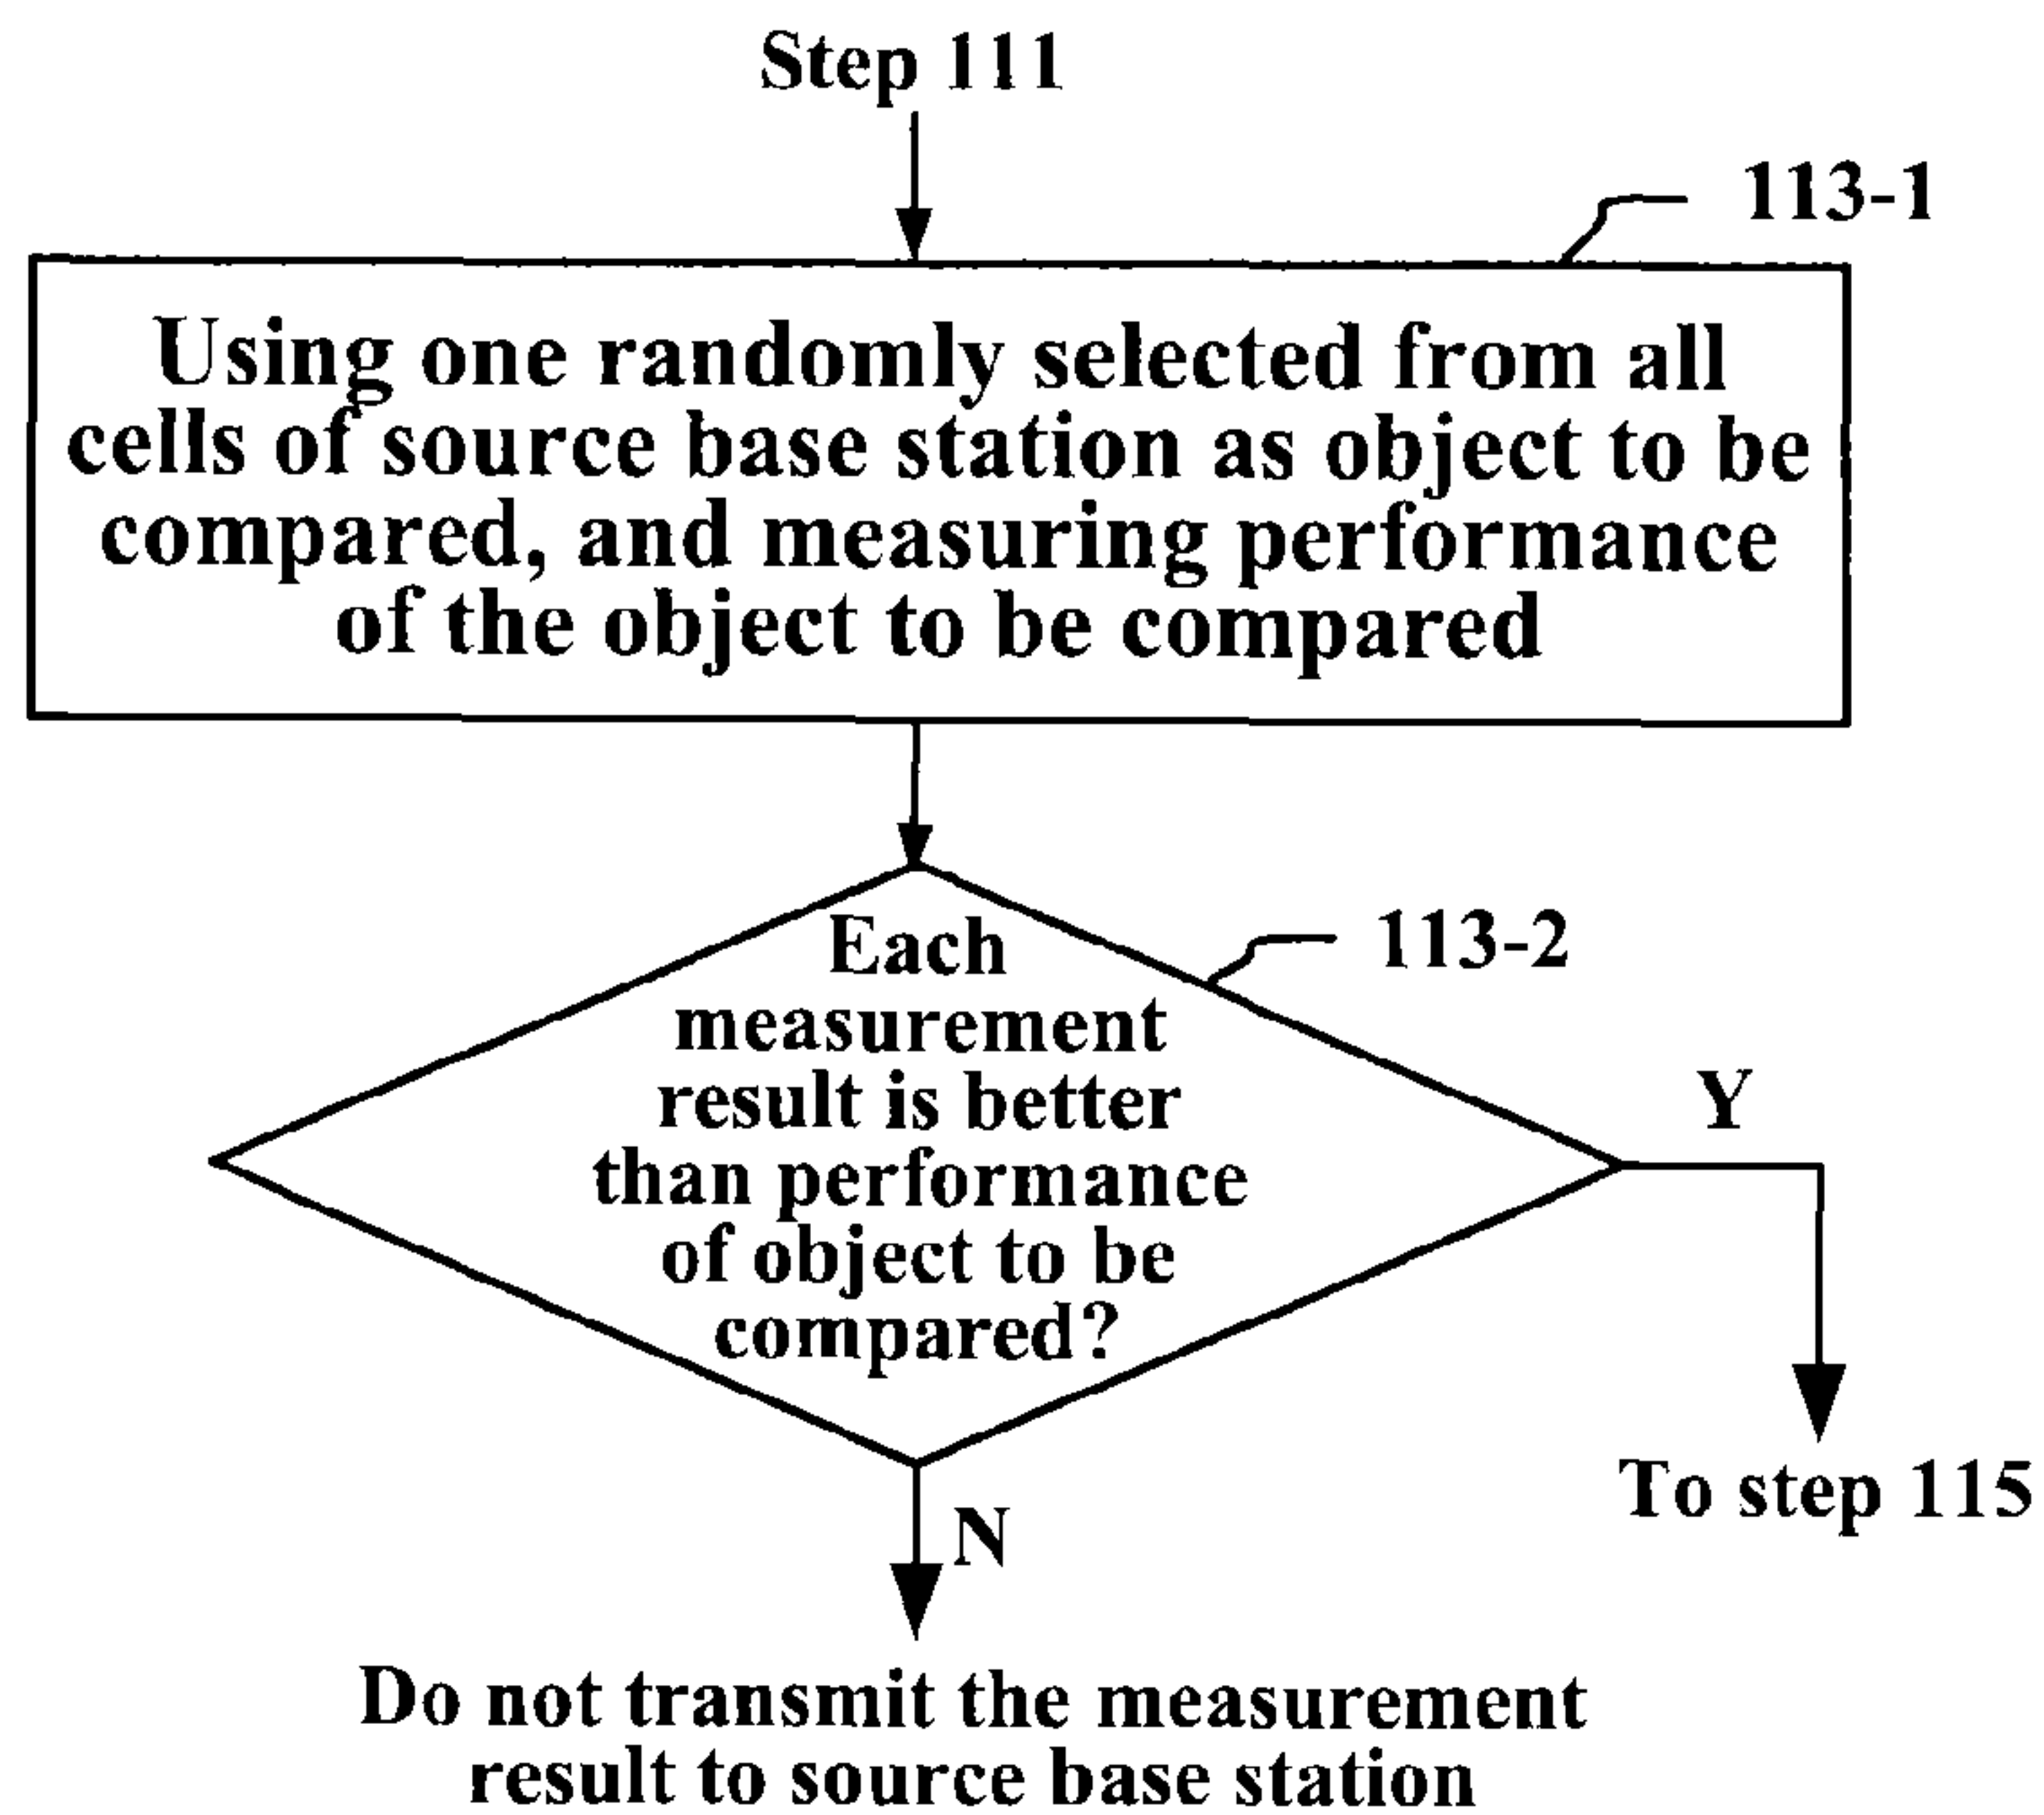 Step 111
113-1
Using one randomly selected from all
cells of source base station as object to be
compared, and measuring performance
of the object to be compared
Each
113-2
measurement
result is better
than performance
of object to be
compared?
Y
To step 115
N
Do not transmit the measurement
result to source base station